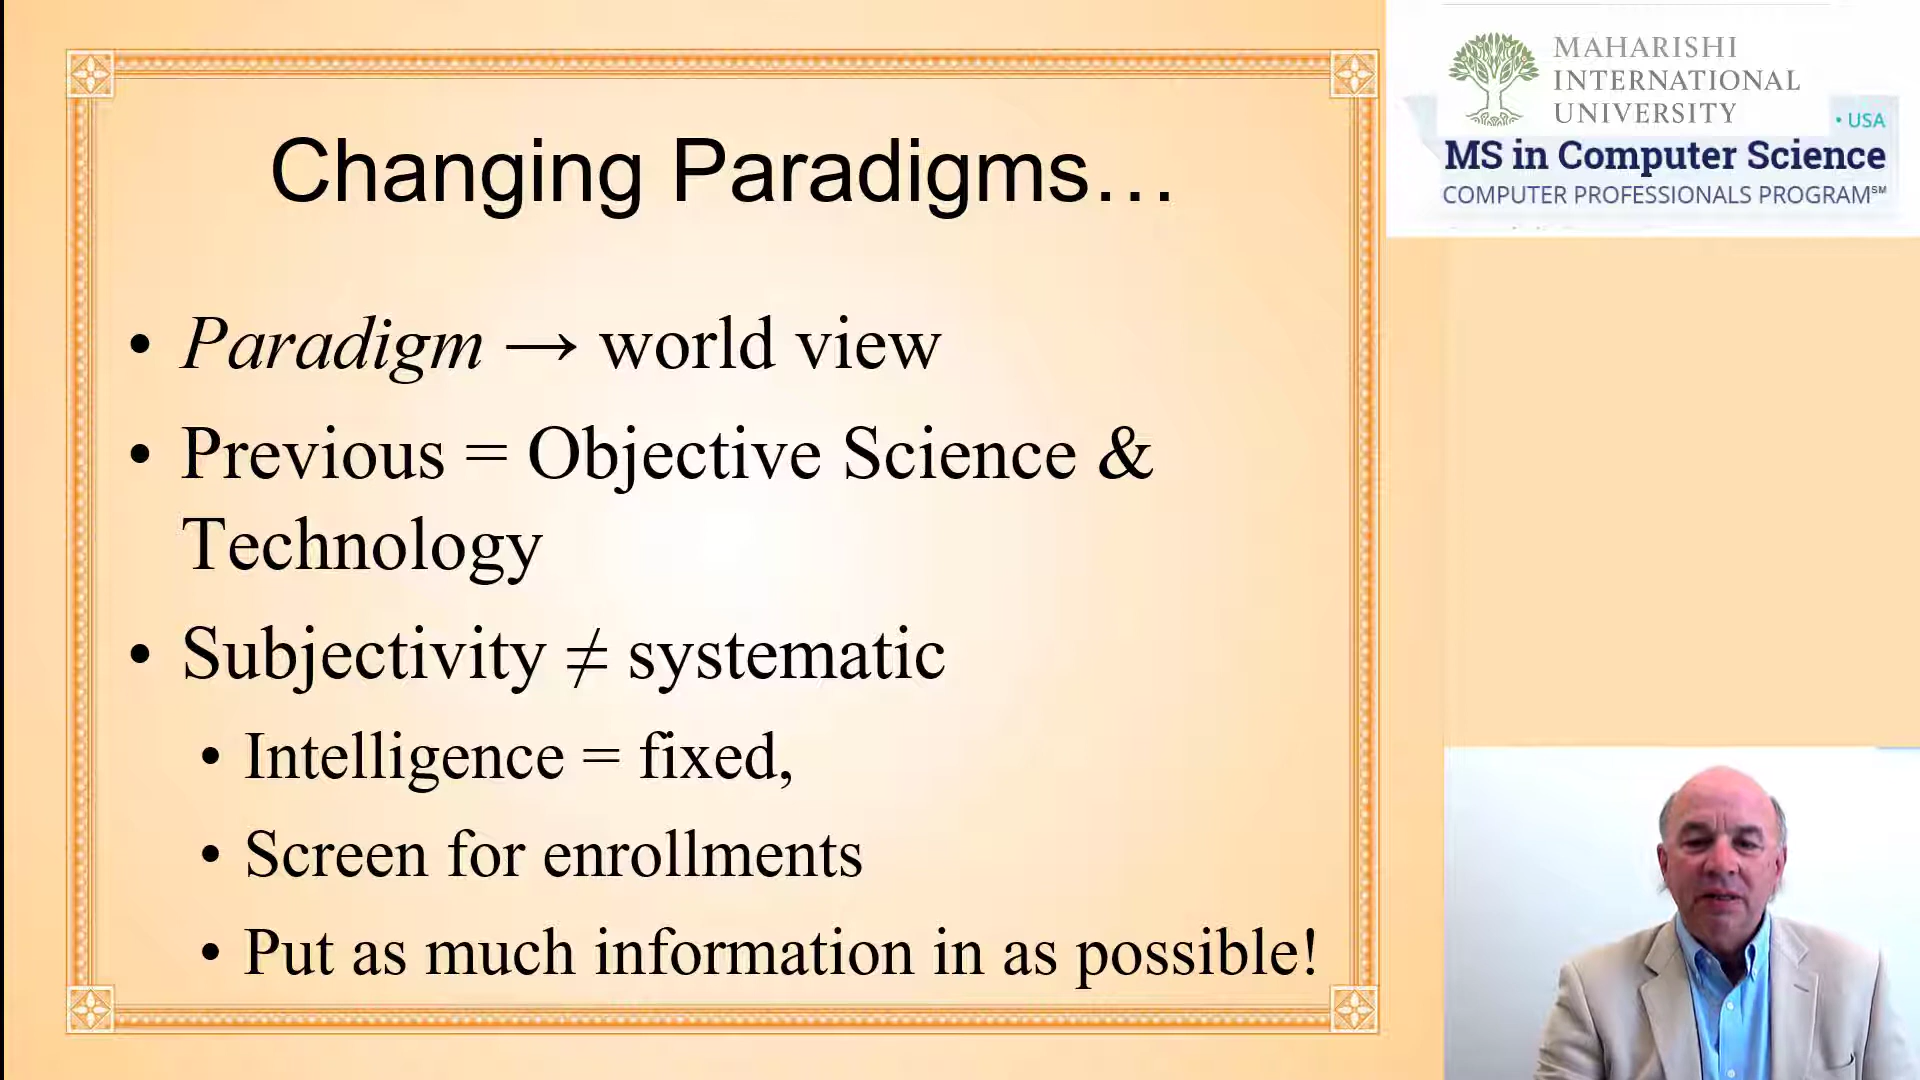 Changing Paradigms…
• Paradigm → world view
• Previous = Objective Science &
Technology
• Subjectivity ≠ systematic
• Intelligence = fixed,
• Screen for enrollments
• Put as much information in as possible!
MAHARISHI
INTERNATIONAL
UNIVERSITY
• USA
MS in Computer Science
COMPUTER PROFESSIONALS PROGRAM℠